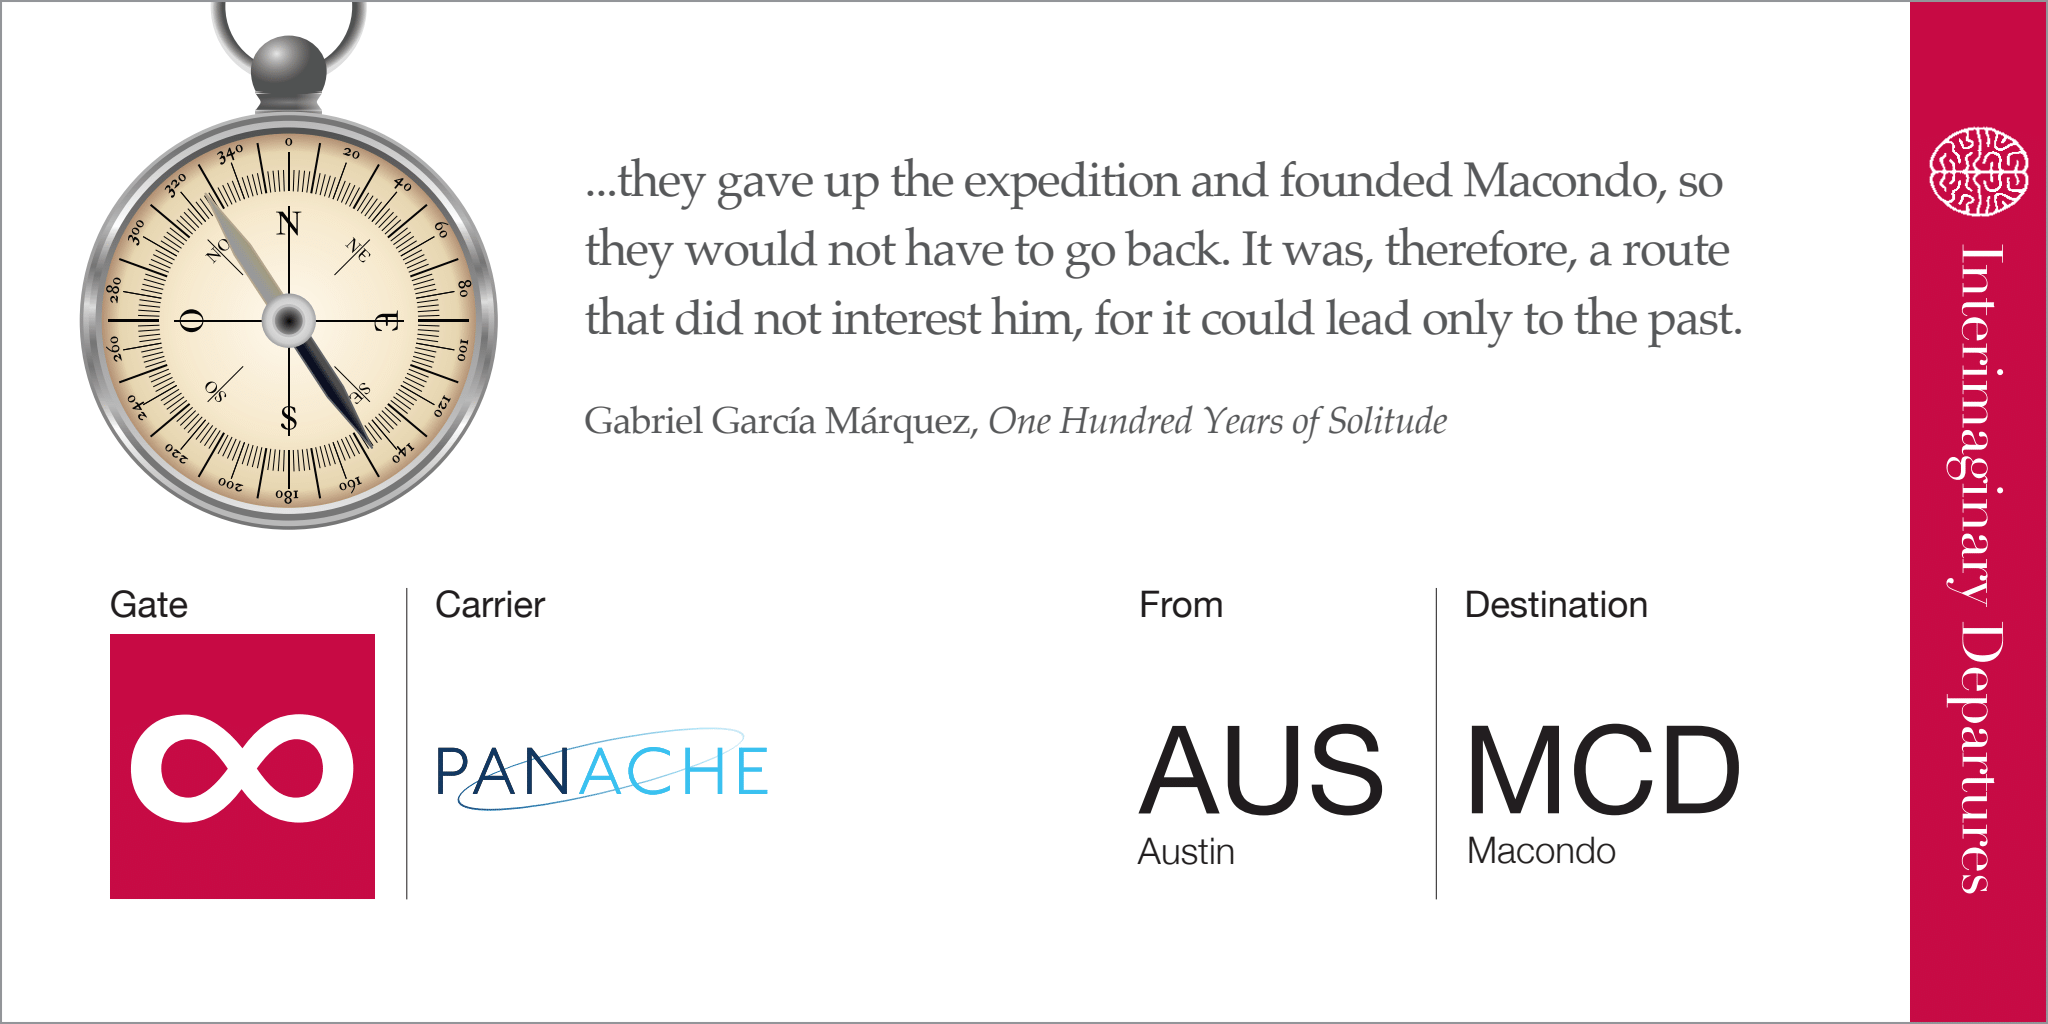 0
20
40
60
80
100
120
140
160
180
200
220
240
260
280
300
320
340
N
NE
E
SE
S
SO
O
NO
...they gave up the expedition and founded Macondo, so
they would not have to go back. It was, therefore, a route
that did not interest him, for it could lead only to the past.
Gabriel García Márquez, One Hundred Years of Solitude
Gate
Carrier
PANACHE
From
AUS
Austin
Destination
MCD
Macondo
Interimaginary Departures